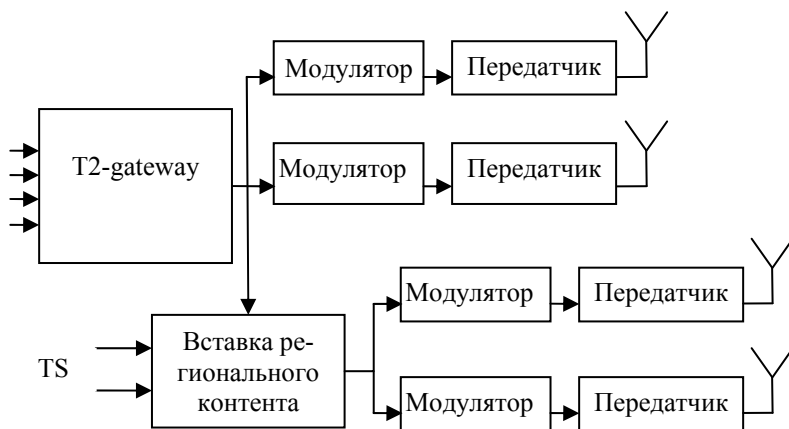 Модулятор
Передатчик
T2-gateway
Модулятор
Передатчик
Модулятор
Передатчик
TS
Вставка ре-
гионального
контента
Модулятор
Передатчик